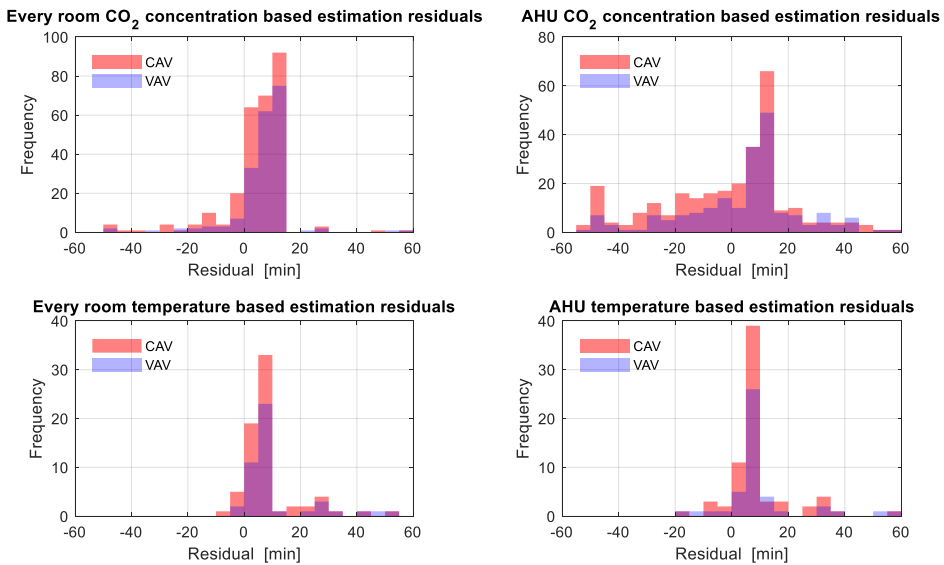 Every room CO2 concentration based estimation residuals
100
80
60
40
20
0
Frequency
CAV
VAV
-60 -40 -20 0 20 40 60
Residual [min]
AHU CO2 concentration based estimation residuals
80
60
40
20
0
Frequency
CAV
VAV
-60 -40 -20 0 20 40 60
Residual [min]
Every room temperature based estimation residuals
40
30
20
10
0
Frequency
CAV
VAV
-60 -40 -20 0 20 40 60
Residual [min]
AHU temperature based estimation residuals
40
30
20
10
0
Frequency
CAV
VAV
-60 -40 -20 0 20 40 60
Residual [min]